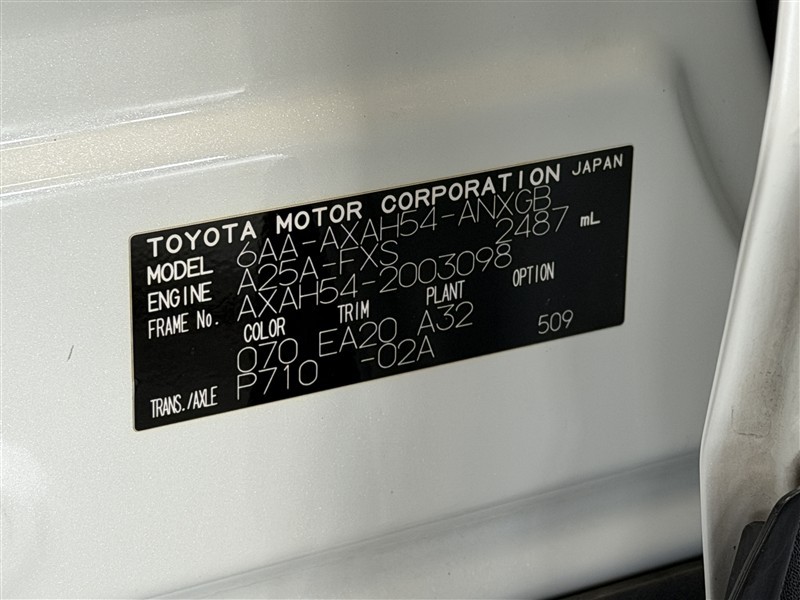 TOYOTA MOTOR CORPORATION JAPAN
MODEL 6AA-AXAH54-ANXGB
ENGINE A25A-FXS 2487 mL
FRAME No. AXAH54-2003098
COLOR TRIM PLANT OPTION
070 EA20 A32 509
TRANS./AXLE P710 -02A